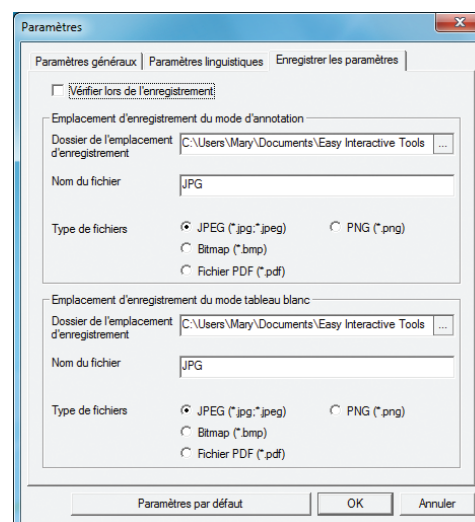 Paramètres
Paramètres généraux
Paramètres linguistiques
Enregistrer les paramètres
Vérifier lors de l'enregistrement
Emplacement d'enregistrement du mode d'annotation
Dossier de l'emplacement
d'enregistrement
C:\Users\Mary\Documents\Easy Interactive Tools
...
Nom du fichier
JPG
Type de fichiers
JPEG (*.jpg;*.jpeg)
PNG (*.png)
Bitmap (*.bmp)
Fichier PDF (*.pdf)
Emplacement d'enregistrement du mode tableau blanc
Dossier de l'emplacement
d'enregistrement
C:\Users\Mary\Documents\Easy Interactive Tools
...
Nom du fichier
JPG
Type de fichiers
JPEG (*.jpg;*.jpeg)
PNG (*.png)
Bitmap (*.bmp)
Fichier PDF (*.pdf)
Paramètres par défaut
OK
Annuler